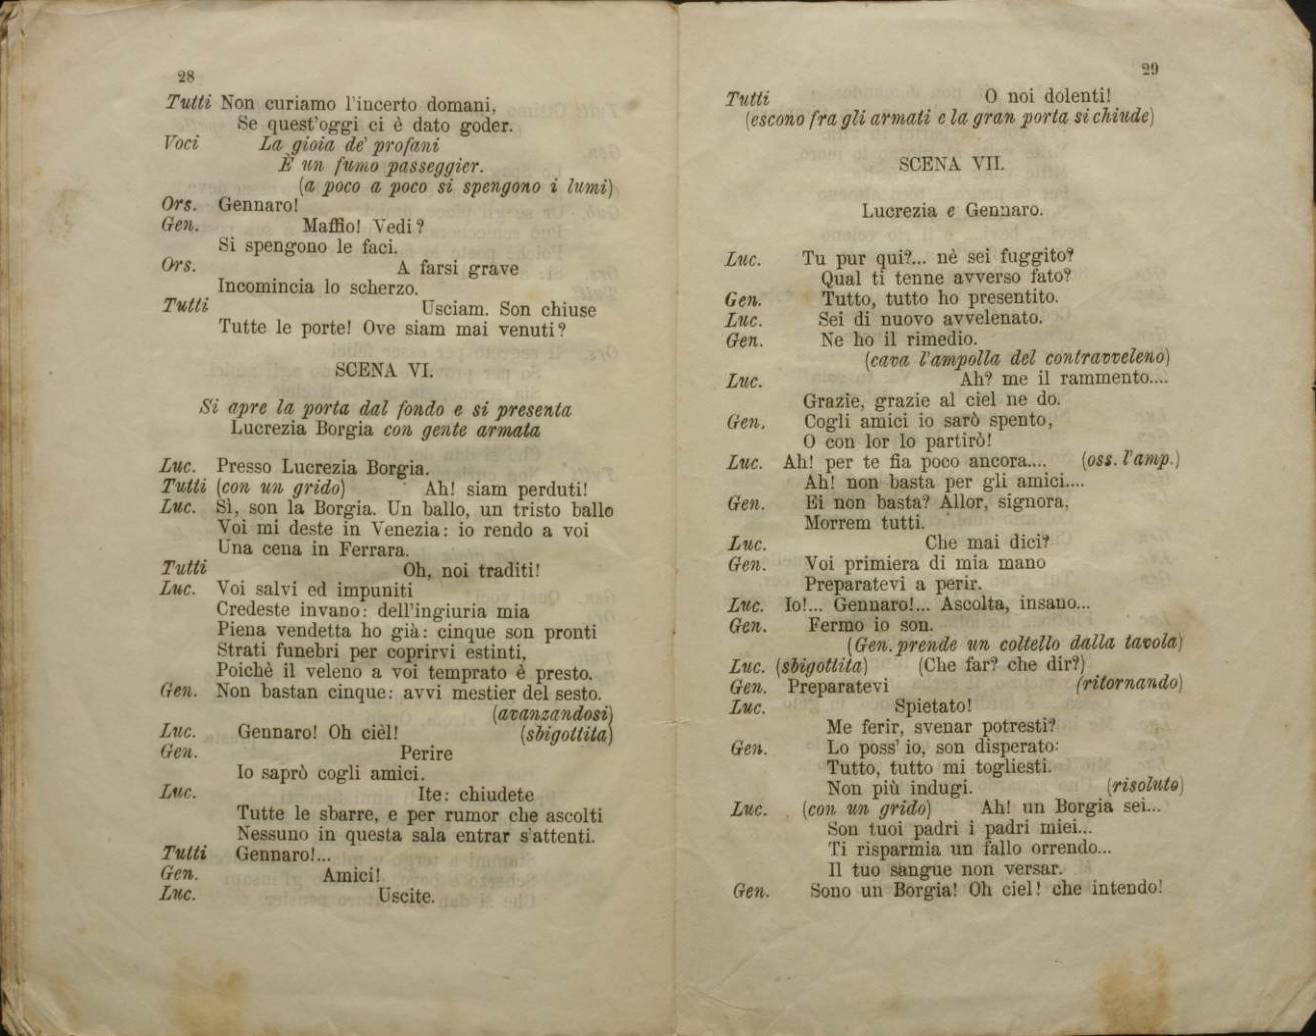 28
Tutti Non curiamo l'incerto domani,
Se quest'oggi ci è dato goder.
Voci La gioia de' profani
È un fumo passeggier.
(a poco a poco si spengono i lumi)
Ors. Gennaro!
Gen. Maffio! Vedi?
Si spengono le faci.
Ors. A farsi grave
Incomincia lo scherzo.
Tutti Usciam. Son chiuse
Tutte le porte! Ove siam mai venuti?
SCENA VI.
Si apre la porta dal fondo e si presenta
Lucrezia Borgia con gente armata
Luc. Presso Lucrezia Borgia.
Tutti (con un grido) Ah! siam perduti!
Luc. Sì, son la Borgia. Un ballo, un tristo ballo
Voi mi deste in Venezia: io rendo a voi
Una cena in Ferrara.
Tutti Oh, noi traditi!
Luc. Voi salvi ed impuniti
Credeste invano: dell'ingiuria mia
Piena vendetta ho già: cinque son pronti
Strati funebri per coprirvi estinti,
Poichè il veleno a voi temprato è presto.
Gen. Non bastan cinque: avvi mestier del sesto.
(avanzandosi)
Luc. Gennaro! Oh cièl! (sbigottita)
Gen. Perire
Io saprò cogli amici.
Luc. Ite: chiudete
Tutte le sbarre, e per rumor che ascolti
Nessuno in questa sala entrar s'attenti.
Tutti Gennaro!...
Gen. Amici!
Luc. Uscite.
29
Tutti O noi dolenti!
(escono fra gli armati e la gran porta si chiude)
SCENA VII.
Lucrezia e Gennaro.
Luc. Tu pur qui?... nè sei fuggito?
Qual ti tenne avverso fato?
Gen. Tutto, tutto ho presentito.
Luc. Sei di nuovo avvelenato.
Gen. Ne ho il rimedio.
(cava l'ampolla del contravveleno)
Luc. Ah? me il rammento....
Grazie, grazie al ciel ne do.
Gen. Cogli amici io sarò spento,
O con lor lo partirò!
Luc. Ah! per te fia poco ancora.... (oss. l'amp.)
Ah! non basta per gli amici....
Gen. Ei non basta? Allor, signora,
Morrem tutti.
Luc. Che mai dici?
Gen. Voi primiera di mia mano
Preparatevi a perir.
Luc. Io!... Gennaro!... Ascolta, insano...
Gen. Fermo io son.
(Gen. prende un coltello dalla tavola)
Luc. (sbigottita) (Che far? che dir?)
Gen. Preparatevi (ritornando)
Luc. Spietato!
Me ferir, svenar potresti?
Gen. Lo poss' io, son disperato:
Tutto, tutto mi togliesti.
Non più indugi. (risoluto)
Luc. (con un grido) Ah! un Borgia sei...
Son tuoi padri i padri miei...
Ti risparmia un fallo orrendo...
Il tuo sangue non versar.
Gen. Sono un Borgia! Oh ciel! che intendo!